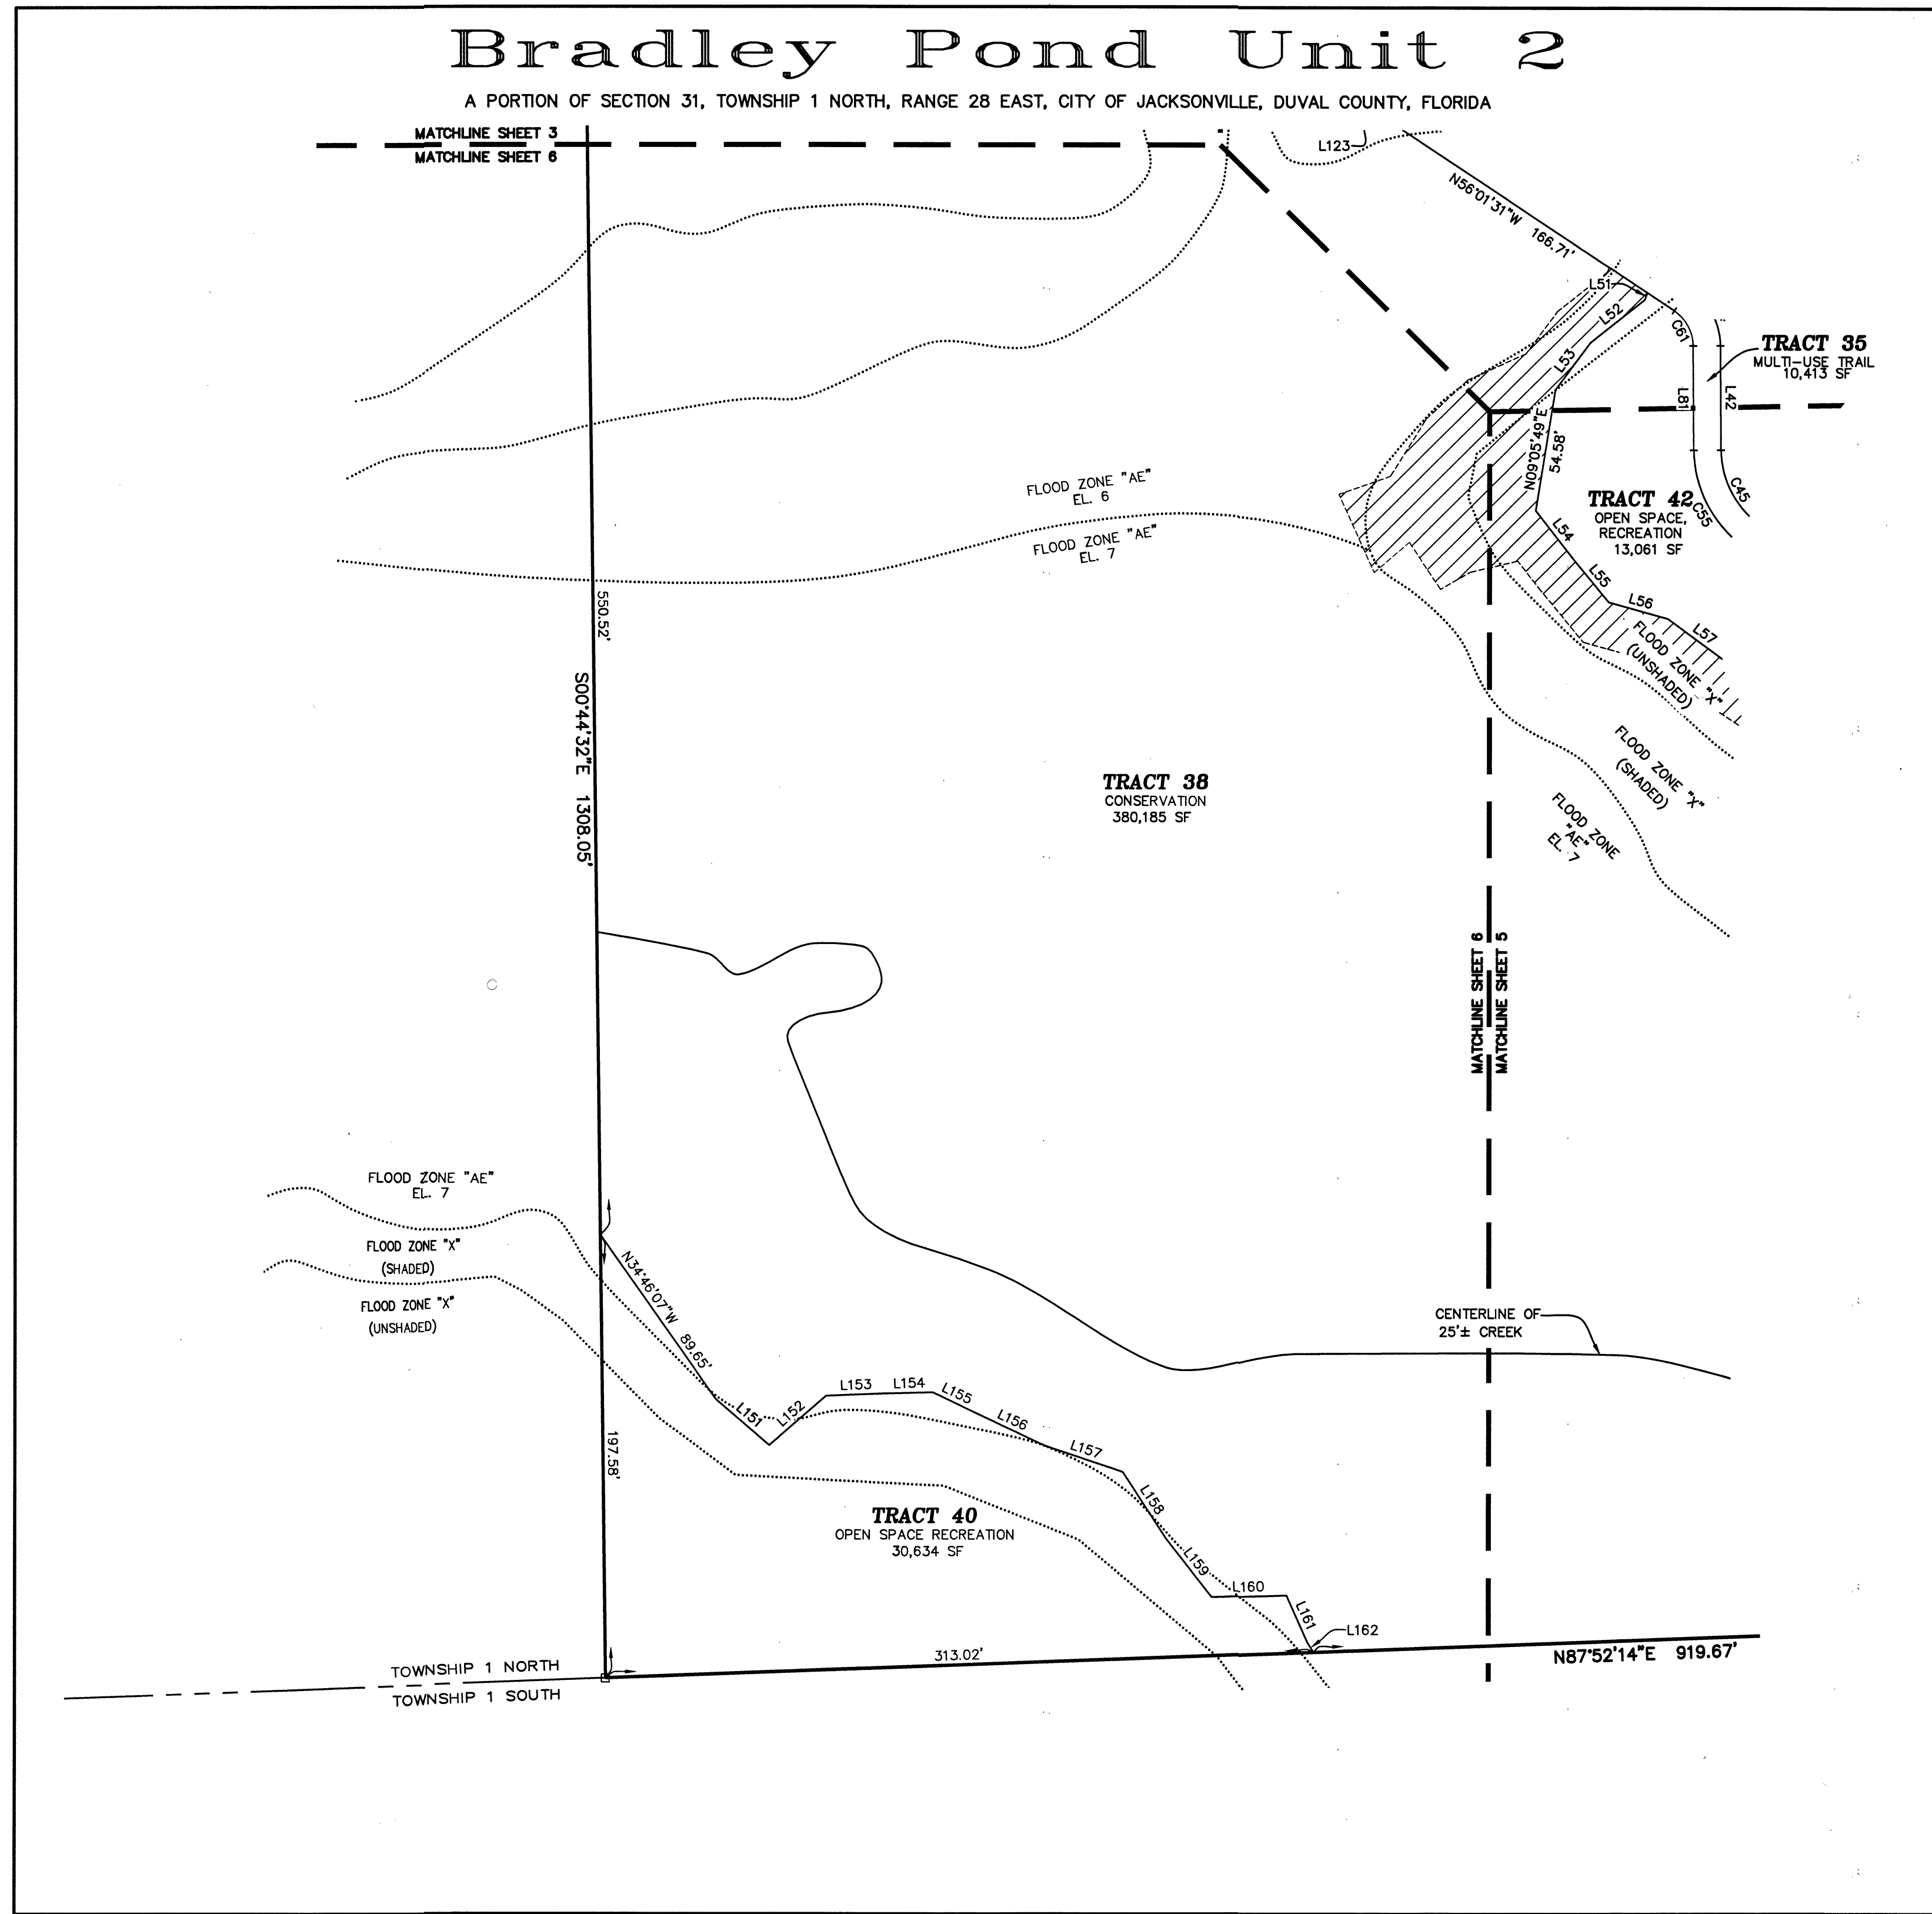 Bradley Pond Unit 2
A PORTION OF SECTION 31, TOWNSHIP 1 NORTH, RANGE 28 EAST, CITY OF JACKSONVILLE, DUVAL COUNTY, FLORIDA
MATCHLINE SHEET 3
MATCHLINE SHEET 6
L123
N56°01'31"W 166.71'
L51
L52
L53
C61
TRACT 35
MULTI-USE TRAIL
10,413 SF
L81
L42
N09°05'49"E
54.58'
FLOOD ZONE "AE"
EL. 6
FLOOD ZONE "AE"
EL. 7
TRACT 42
OPEN SPACE,
RECREATION
13,061 SF
C55
C45
L54
L55
L56
L57
FLOOD ZONE "X"
(UNSHADED)
FLOOD ZONE "X"
(SHADED)
FLOOD ZONE
"AE"
EL. 7
550.52'
S00°44'32"E 1308.05'
TRACT 38
CONSERVATION
380,185 SF
MATCHLINE SHEET 6
MATCHLINE SHEET 5
FLOOD ZONE "AE"
EL. 7
FLOOD ZONE "X"
(SHADED)
FLOOD ZONE "X"
(UNSHADED)
N34°46'07"W 89.65'
CENTERLINE OF
25'± CREEK
L151
L152
L153
L154
L155
L156
L157
L158
L159
L160
L161
L162
197.58'
TRACT 40
OPEN SPACE RECREATION
30,634 SF
313.02'
N87°52'14"E 919.67'
TOWNSHIP 1 NORTH
TOWNSHIP 1 SOUTH